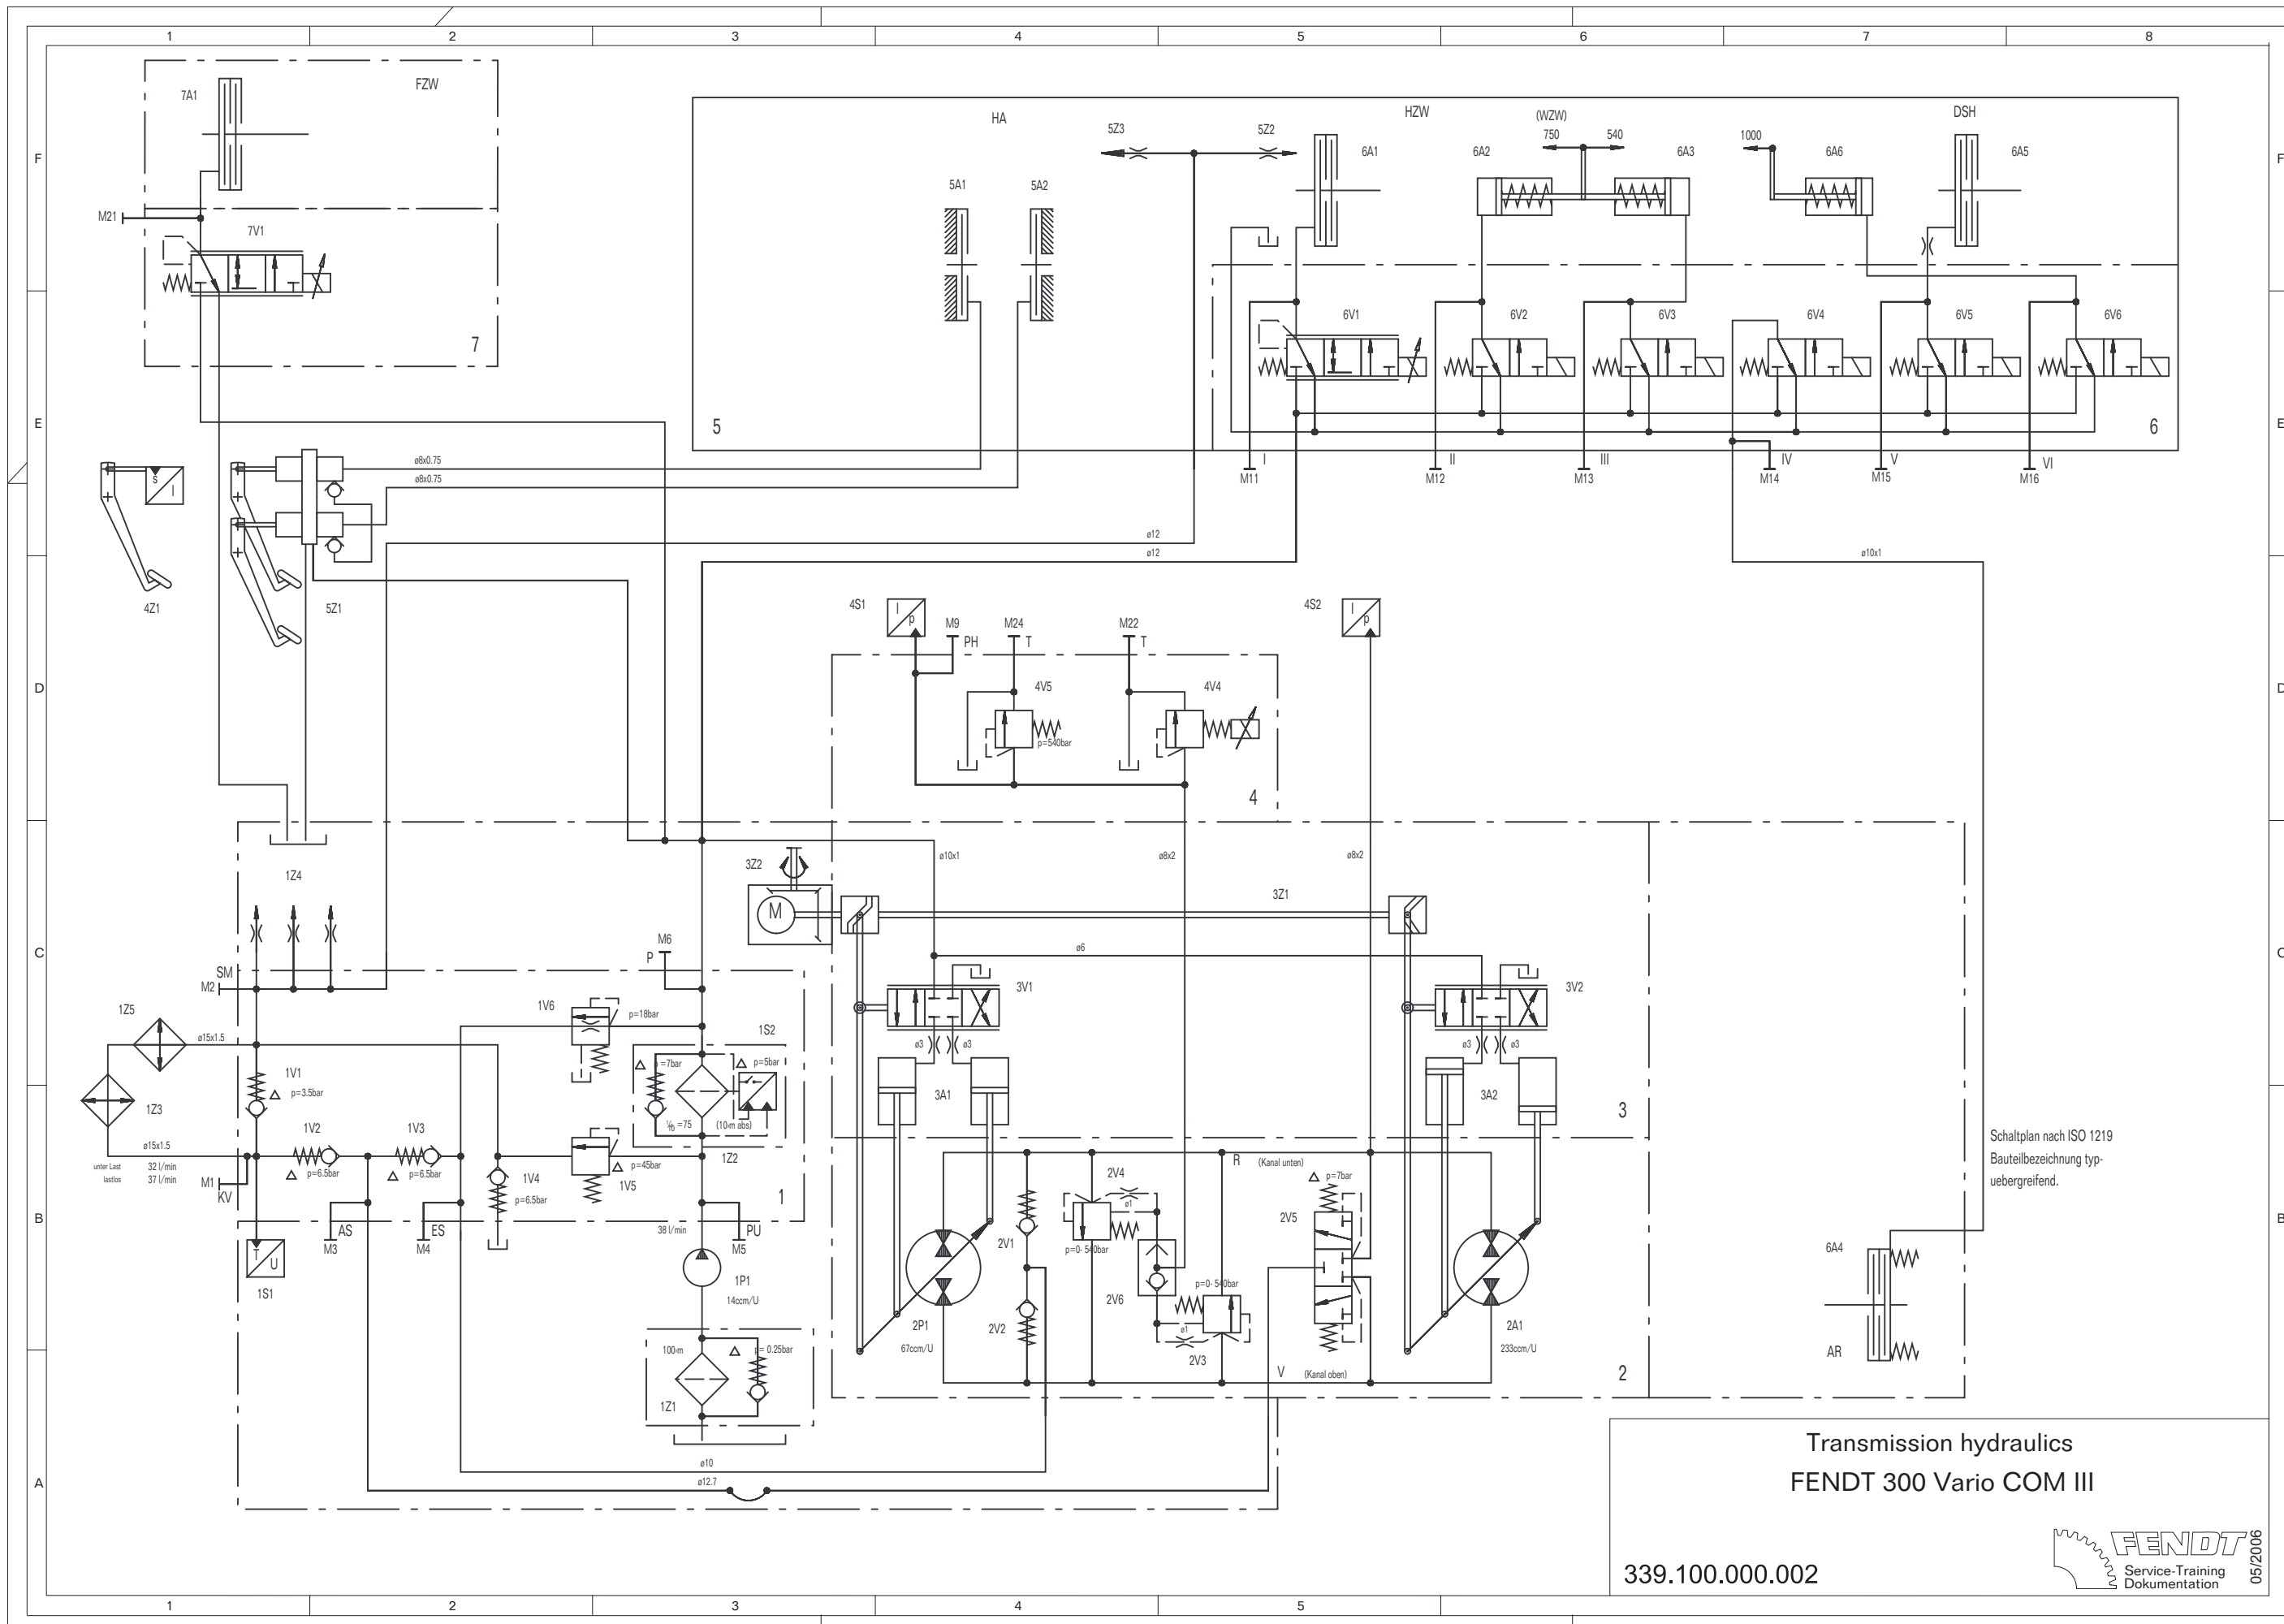 1 2 3 4 5 6 7 8
7A1
FZW
HA
5Z3
5Z2
HZW
(WZW)
750
540
1000
DSH
F
F
6A1
6A2
6A3
6A6
6A5
5A1
5A2
M21
7V1
7
6V1
6V2
6V3
6V4
6V5
6V6
E
E
5
6
I
II
III
IV
V
VI
M11
M12
M13
M14
M15
M16
ø8x0.75
ø8x0.75
S
I
ø12
ø12
ø10x1
4Z1
5Z1
4S1
I
p
M9
PH
M24
T
M22
T
4S2
I
p
D
D
4V5
p=540bar
4V4
4
1Z4
3Z2
M
ø10x1
ø8x2
ø8x2
3Z1
ø6
C
C
SM
M2
M6
P
1Z5
ø15x1.5
1V6
p=18bar
1S2
3V1
3V2
ø3
ø3
ø3
ø3
1V1
p=3.5bar
p=7bar
p=5bar
1Z3
3A1
3A2
3
=75
1V2
p=6.5bar
1V3
p=6.5bar
1Z2
ø15x1.5
unter Last 32 l/min
lastlos 37 l/min
M1
KV
1V4
p=6.5bar
p=45bar
1V5
1
R
(Kanal unten)
2V4
ø1
p=0-540bar
p=7bar
2V5
B
B
AS
M3
ES
M4
38 l/min
PU
M5
T
U
1S1
1P1
14ccm/U
2V1
2V2
2P1
67ccm/U
2V6
p=0-540bar
ø1
2V3
2A1
233ccm/U
6A4
AR
Schaltplan nach ISO 1219
Bauteilbezeichnung typ-
uebergreifend.
p=0.25bar
1Z1
V
(Kanal oben)
2
A
ø10
ø12.7
Transmission hydraulics
FENDT 300 Vario COM III
339.100.000.002
FENDT
Service-Training
Dokumentation
05/2006
1 2 3 4 5 6